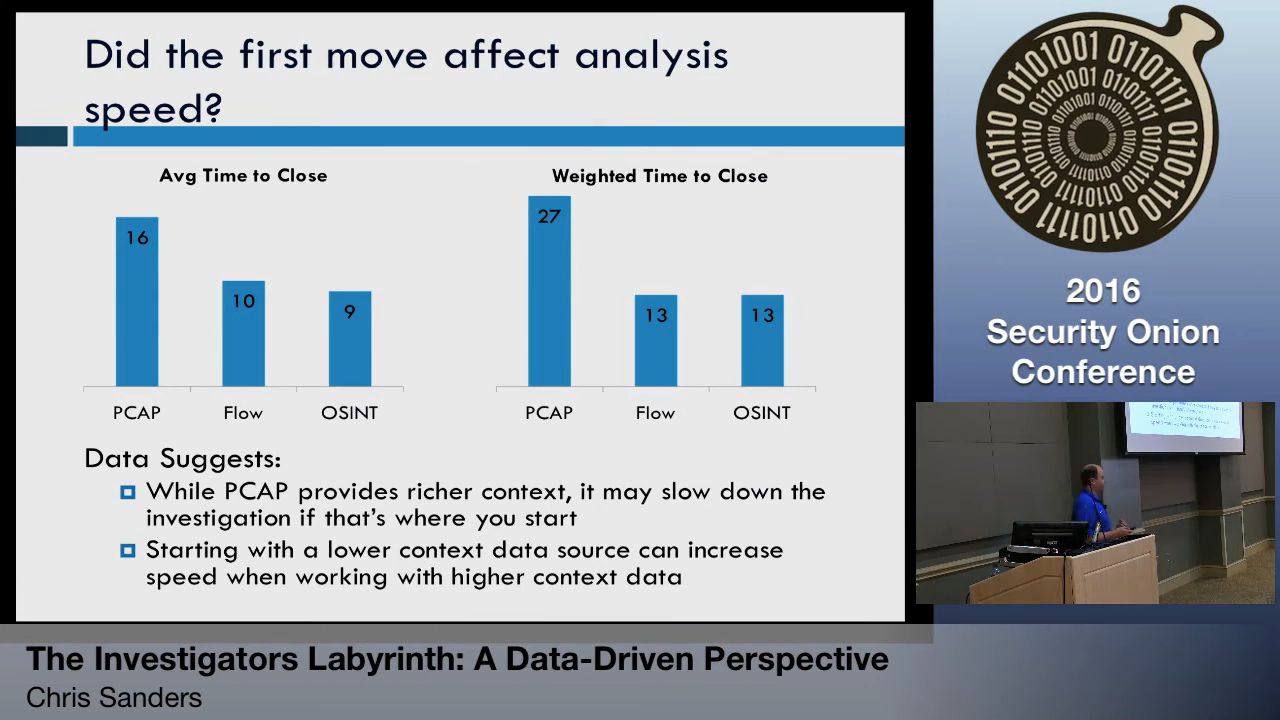 Did the first move affect analysis
speed?
Avg Time to Close
16
10
9
PCAP
Flow
OSINT
Weighted Time to Close
27
13
13
PCAP
Flow
OSINT
Data Suggests:
While PCAP provides richer context, it may slow down the
investigation if that's where you start
Starting with a lower context data source can increase
speed when working with higher context data
2016
Security Onion
Conference
The Investigators Labyrinth: A Data-Driven Perspective
Chris Sanders